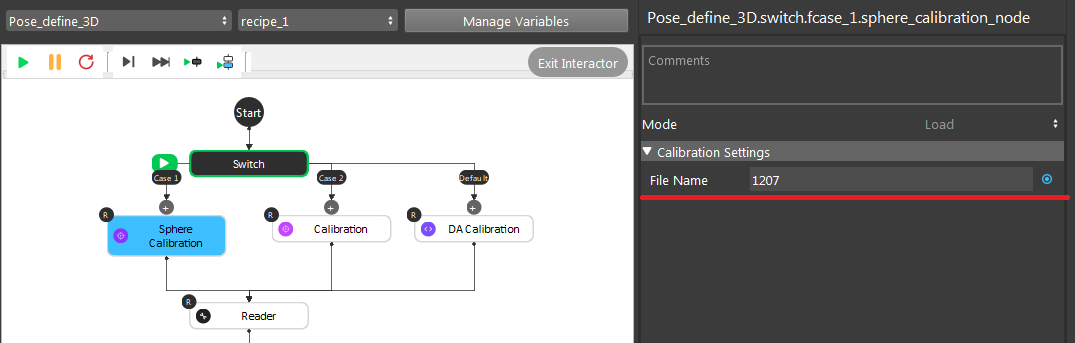 Pose_define_3D
recipe_1
Manage Variables
Exit Interactor
Start
Switch
Case 1
Case 2
Default
R
Sphere
Calibration
R
Calibration
R
DA Calibration
R
Reader
Pose_define_3D.switch.fcase_1.sphere_calibration_node
Comments
Mode
Load
Calibration Settings
File Name
1207